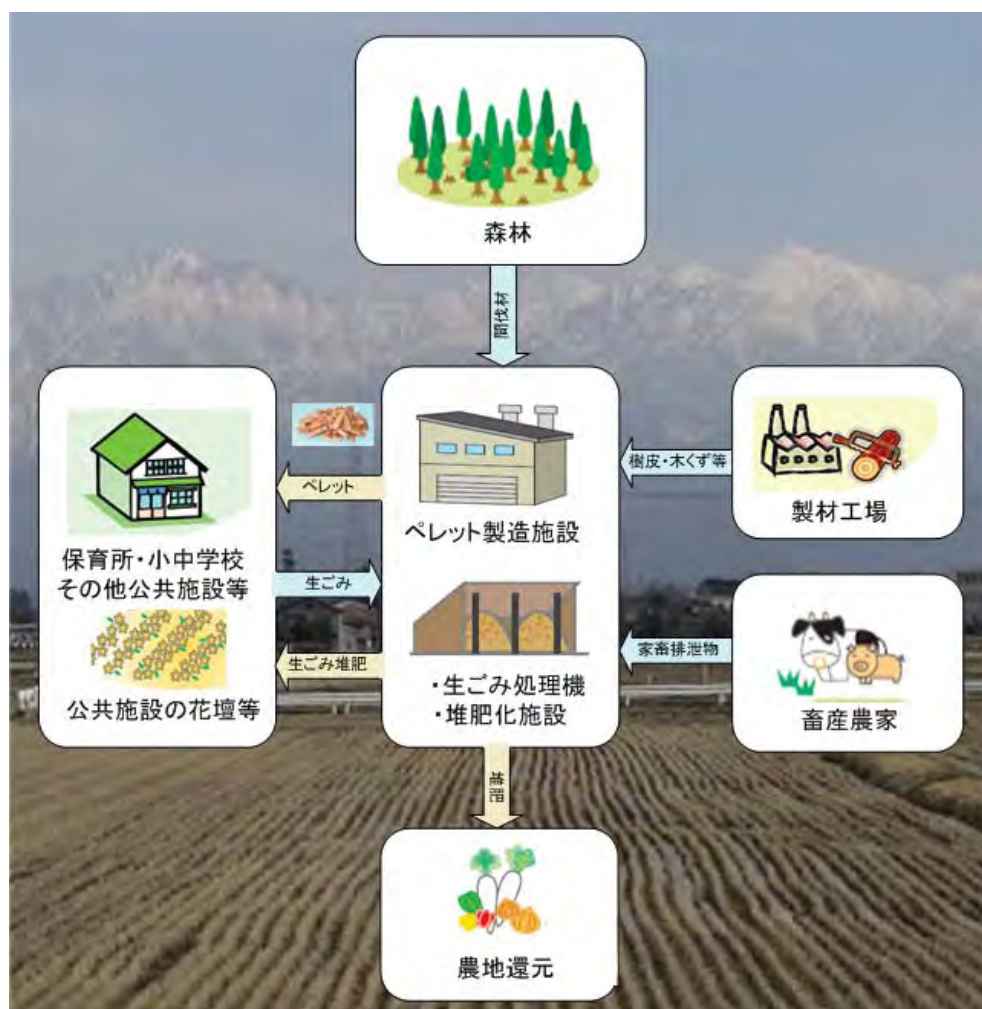 森林
間伐材
保育所・小中学校
その他公共施設等
公共施設の花壇等
ペレット
生ごみ
生ごみ堆肥
ペレット製造施設
・生ごみ処理機
・堆肥化施設
樹皮・木くず等
製材工場
家畜排泄物
畜産農家
堆肥
農地還元